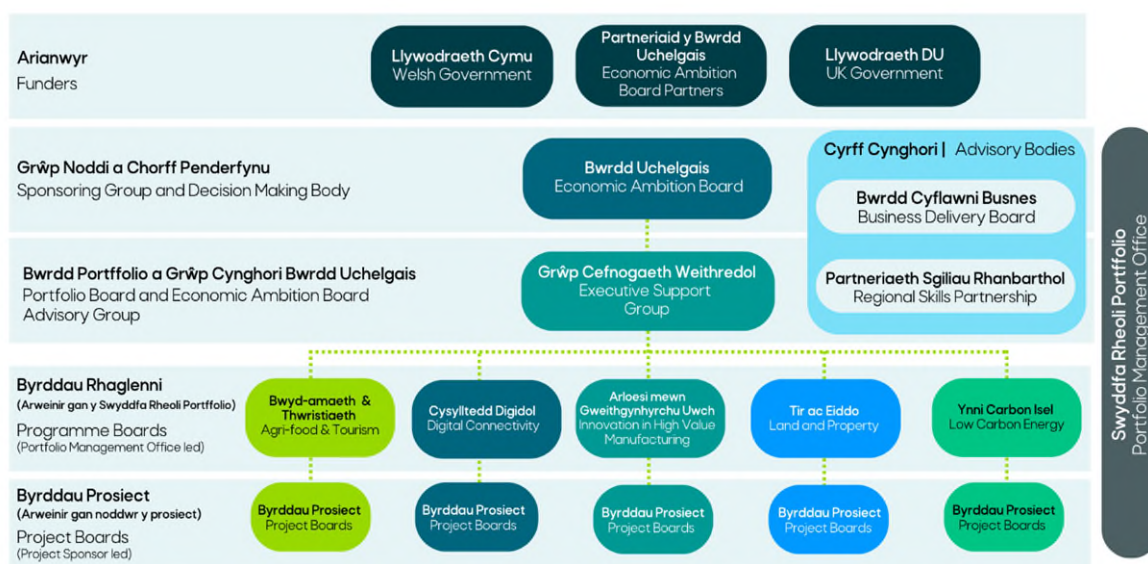 Arianwyr
Funders
Llywodraeth Cymru
Welsh Government
Partneriaid y Bwrdd
Uchelgais
Economic Ambition
Board Partners
Llywodraeth DU
UK Government
Grŵp Noddi a Chorff Penderfynu
Sponsoring Group and Decision Making Body
Bwrdd Uchelgais
Economic Ambition Board
Cyrff Cynghori | Advisory Bodies
Bwrdd Cyflawni Busnes
Business Delivery Board
Partneriaeth Sgiliau Rhanbarthol
Regional Skills Partnership
Bwrdd Portffolio a Grŵp Cynghori Bwrdd Uchelgais
Portfolio Board and Economic Ambition Board
Advisory Group
Grŵp Cefnogaeth Weithredol
Executive Support
Group
Byrddau Rhaglenni
(Arweinir gan y Swyddfa Rheoli Portffolio)
Programme Boards
(Portfolio Management Office led)
Bwyd-amaeth &
Thwristiaeth
Agri-food & Tourism
Cysylltedd Digidol
Digital Connectivity
Arloesi mewn
Gweithgynhyrchu Uwch
Innovation in High Value
Manufacturing
Tir ac Eiddo
Land and Property
Ynni Carbon Isel
Low Carbon Energy
Byrddau Prosiect
(Arweinir gan noddwr y prosiect)
Project Boards
(Project Sponsor led)
Byrddau Prosiect
Project Boards
Byrddau Prosiect
Project Boards
Byrddau Prosiect
Project Boards
Byrddau Prosiect
Project Boards
Byrddau Prosiect
Project Boards
Swyddfa Rheoli Portffolio
Portfolio Management Office